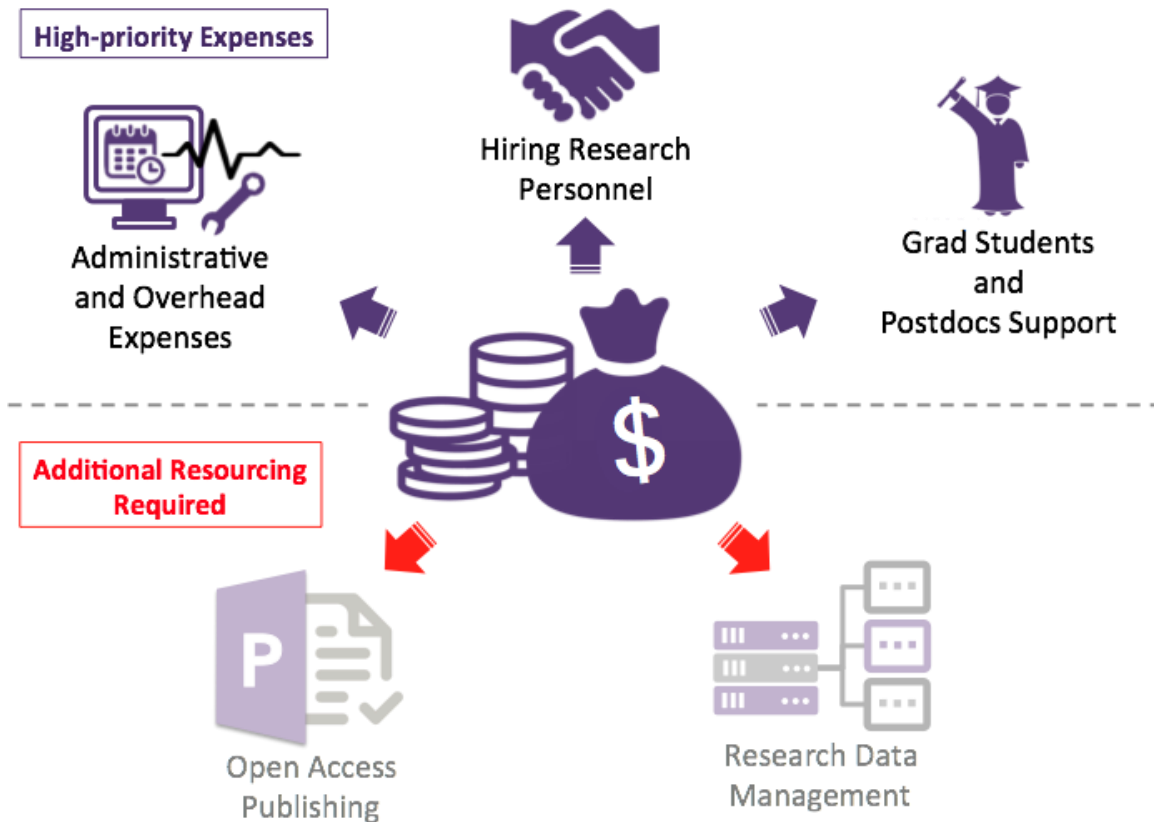 High-priority Expenses
Hiring Research
Personnel
Administrative
and Overhead
Expenses
Grad Students
and
Postdocs Support
$
Additional Resourcing
Required
P
Open Access
Publishing
Research Data
Management